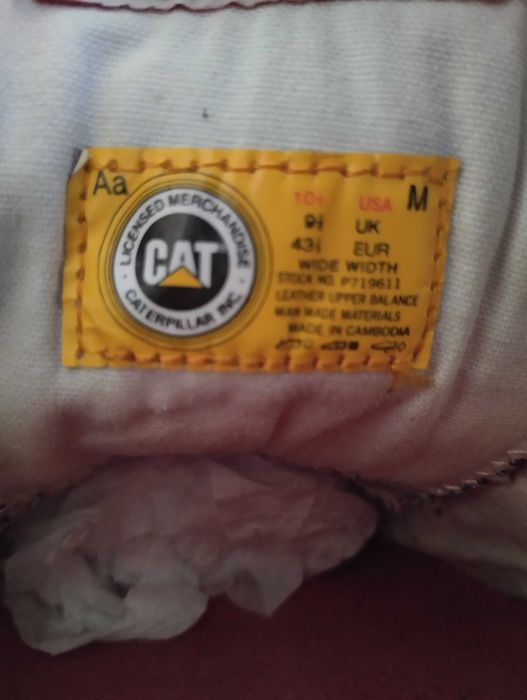 Aa
LICENSED MERCHANDISE
CAT
CATERPILLAR INC.
10½ USA M
9½ UK
43½ EUR
WIDE WIDTH
STOCK NO. P719611
LEATHER UPPER BALANCE
MAN MADE MATERIALS
MADE IN CAMBODIA